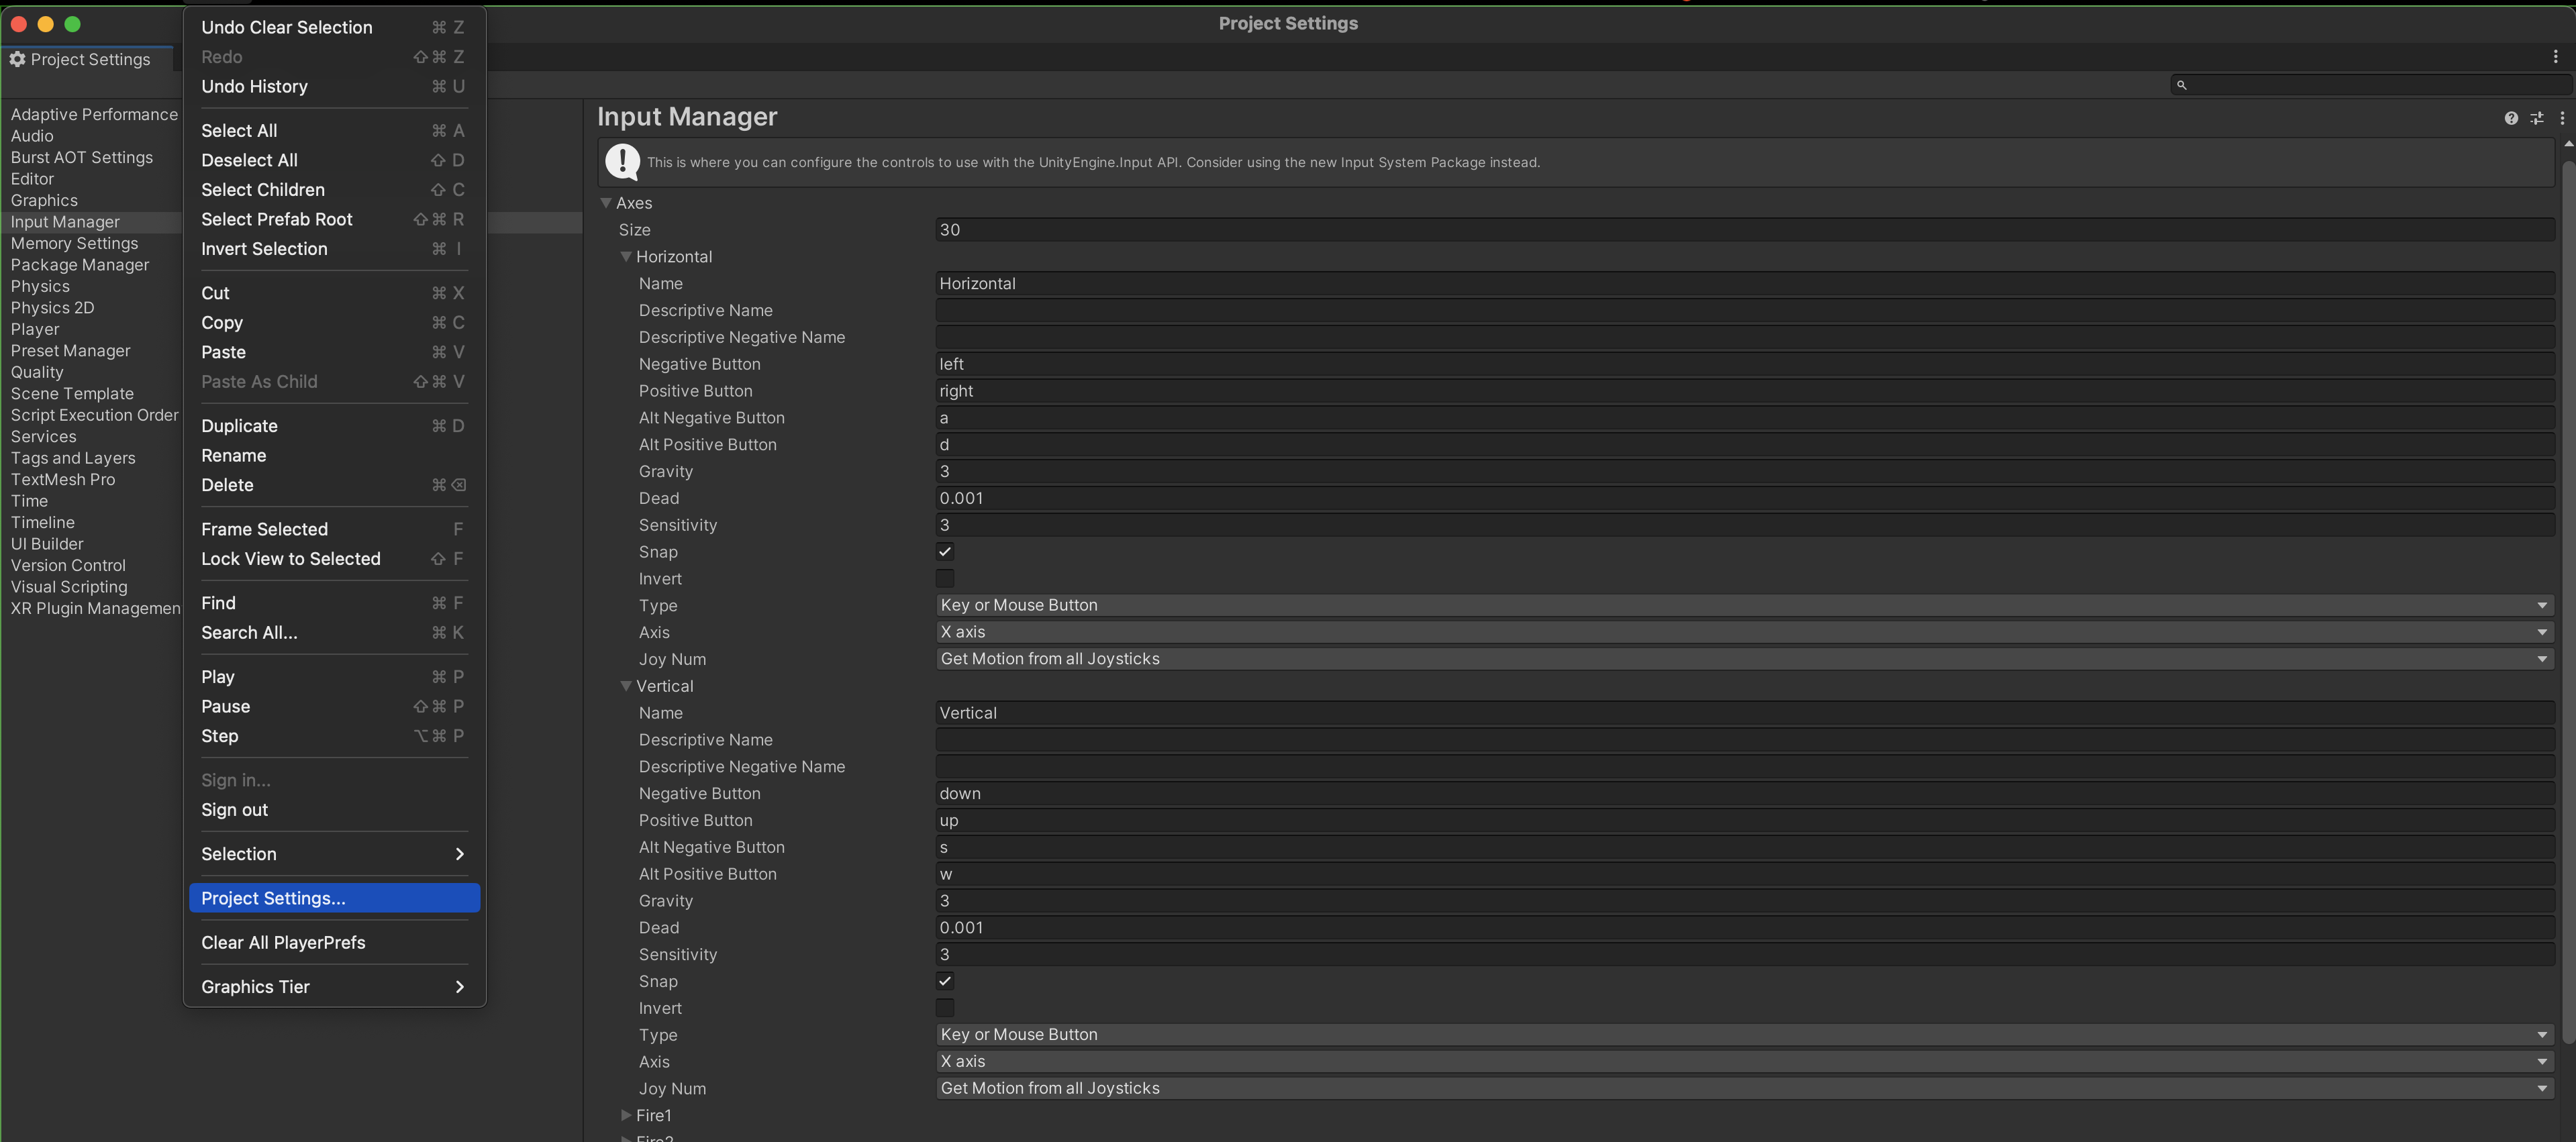 Project Settings
Project Settings
Adaptive Performance
Audio
Burst AOT Settings
Editor
Graphics
Input Manager
Memory Settings
Package Manager
Physics
Physics 2D
Player
Preset Manager
Quality
Scene Template
Script Execution Order
Services
Tags and Layers
TextMesh Pro
Time
Timeline
UI Builder
Version Control
Visual Scripting
XR Plugin Managemen
Undo Clear Selection ⌘ Z
Redo ⇧⌘ Z
Undo History ⌘ U
Select All ⌘ A
Deselect All ⇧ D
Select Children ⇧ C
Select Prefab Root ⇧⌘ R
Invert Selection ⌘ I
Cut ⌘ X
Copy ⌘ C
Paste ⌘ V
Paste As Child ⇧⌘ V
Duplicate ⌘ D
Rename
Delete ⌘⌫
Frame Selected F
Lock View to Selected ⇧ F
Find ⌘ F
Search All... ⌘ K
Play ⌘ P
Pause ⇧⌘ P
Step ⌥⌘ P
Sign in...
Sign out
Selection
Project Settings...
Clear All PlayerPrefs
Graphics Tier
Input Manager
This is where you can configure the controls to use with the UnityEngine.Input API. Consider using the new Input System Package instead.
Axes
Size 30
Horizontal
Name Horizontal
Descriptive Name
Descriptive Negative Name
Negative Button left
Positive Button right
Alt Negative Button a
Alt Positive Button d
Gravity 3
Dead 0.001
Sensitivity 3
Snap
Invert
Type Key or Mouse Button
Axis X axis
Joy Num Get Motion from all Joysticks
Vertical
Name Vertical
Descriptive Name
Descriptive Negative Name
Negative Button down
Positive Button up
Alt Negative Button s
Alt Positive Button w
Gravity 3
Dead 0.001
Sensitivity 3
Snap
Invert
Type Key or Mouse Button
Axis X axis
Joy Num Get Motion from all Joysticks
Fire1
Fire2